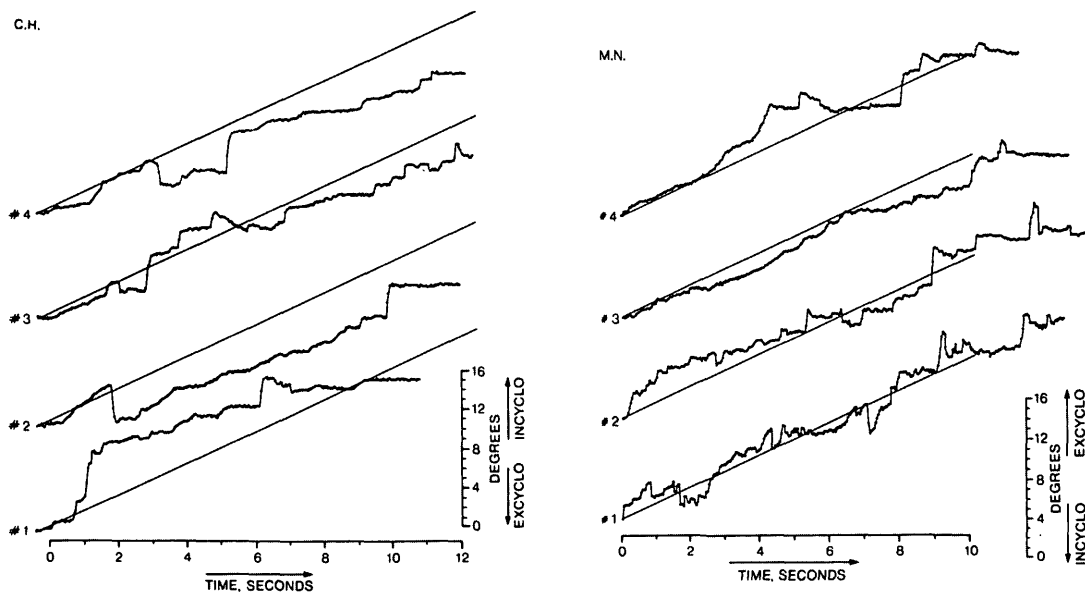 C.H.
#4
#3
#2
#1
16
12
8
4
0
DEGREES
EXCYCLO
INCYCLO
0 2 4 6 8 10 12
TIME, SECONDS
M.N.
#4
#3
#2
#1
16
12
8
4
0
DEGREES
INCYCLO
EXCYCLO
0 2 4 6 8 10
TIME, SECONDS